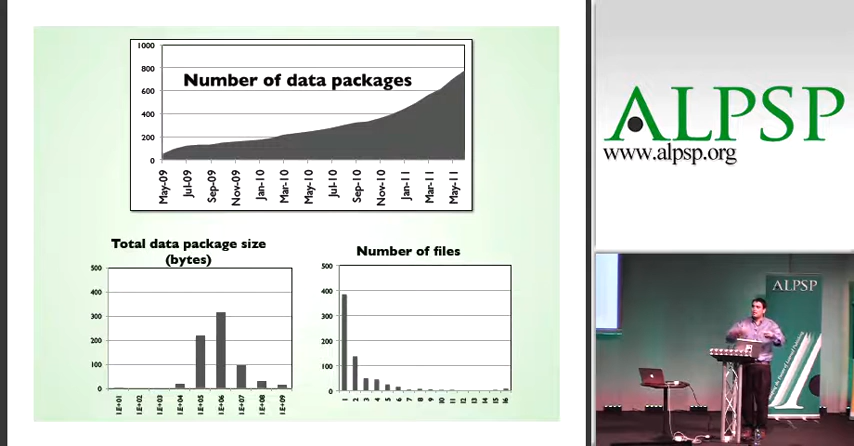 1000
800
600
400
200
0
Number of data packages
May-09
Jul-09
Sep-09
Nov-09
Jan-10
Mar-10
May-10
Jul-10
Sep-10
Nov-10
Jan-11
Mar-11
May-11
Total data package size
(bytes)
500
400
300
200
100
0
1.E+01
1.E+02
1.E+03
1.E+04
1.E+05
1.E+06
1.E+07
1.E+08
1.E+09
Number of files
500
400
300
200
100
0
1
2
3
4
5
6
7
8
9
10
11
12
13
14
15
16
ALPSP
www.alpsp.org
ALPSP